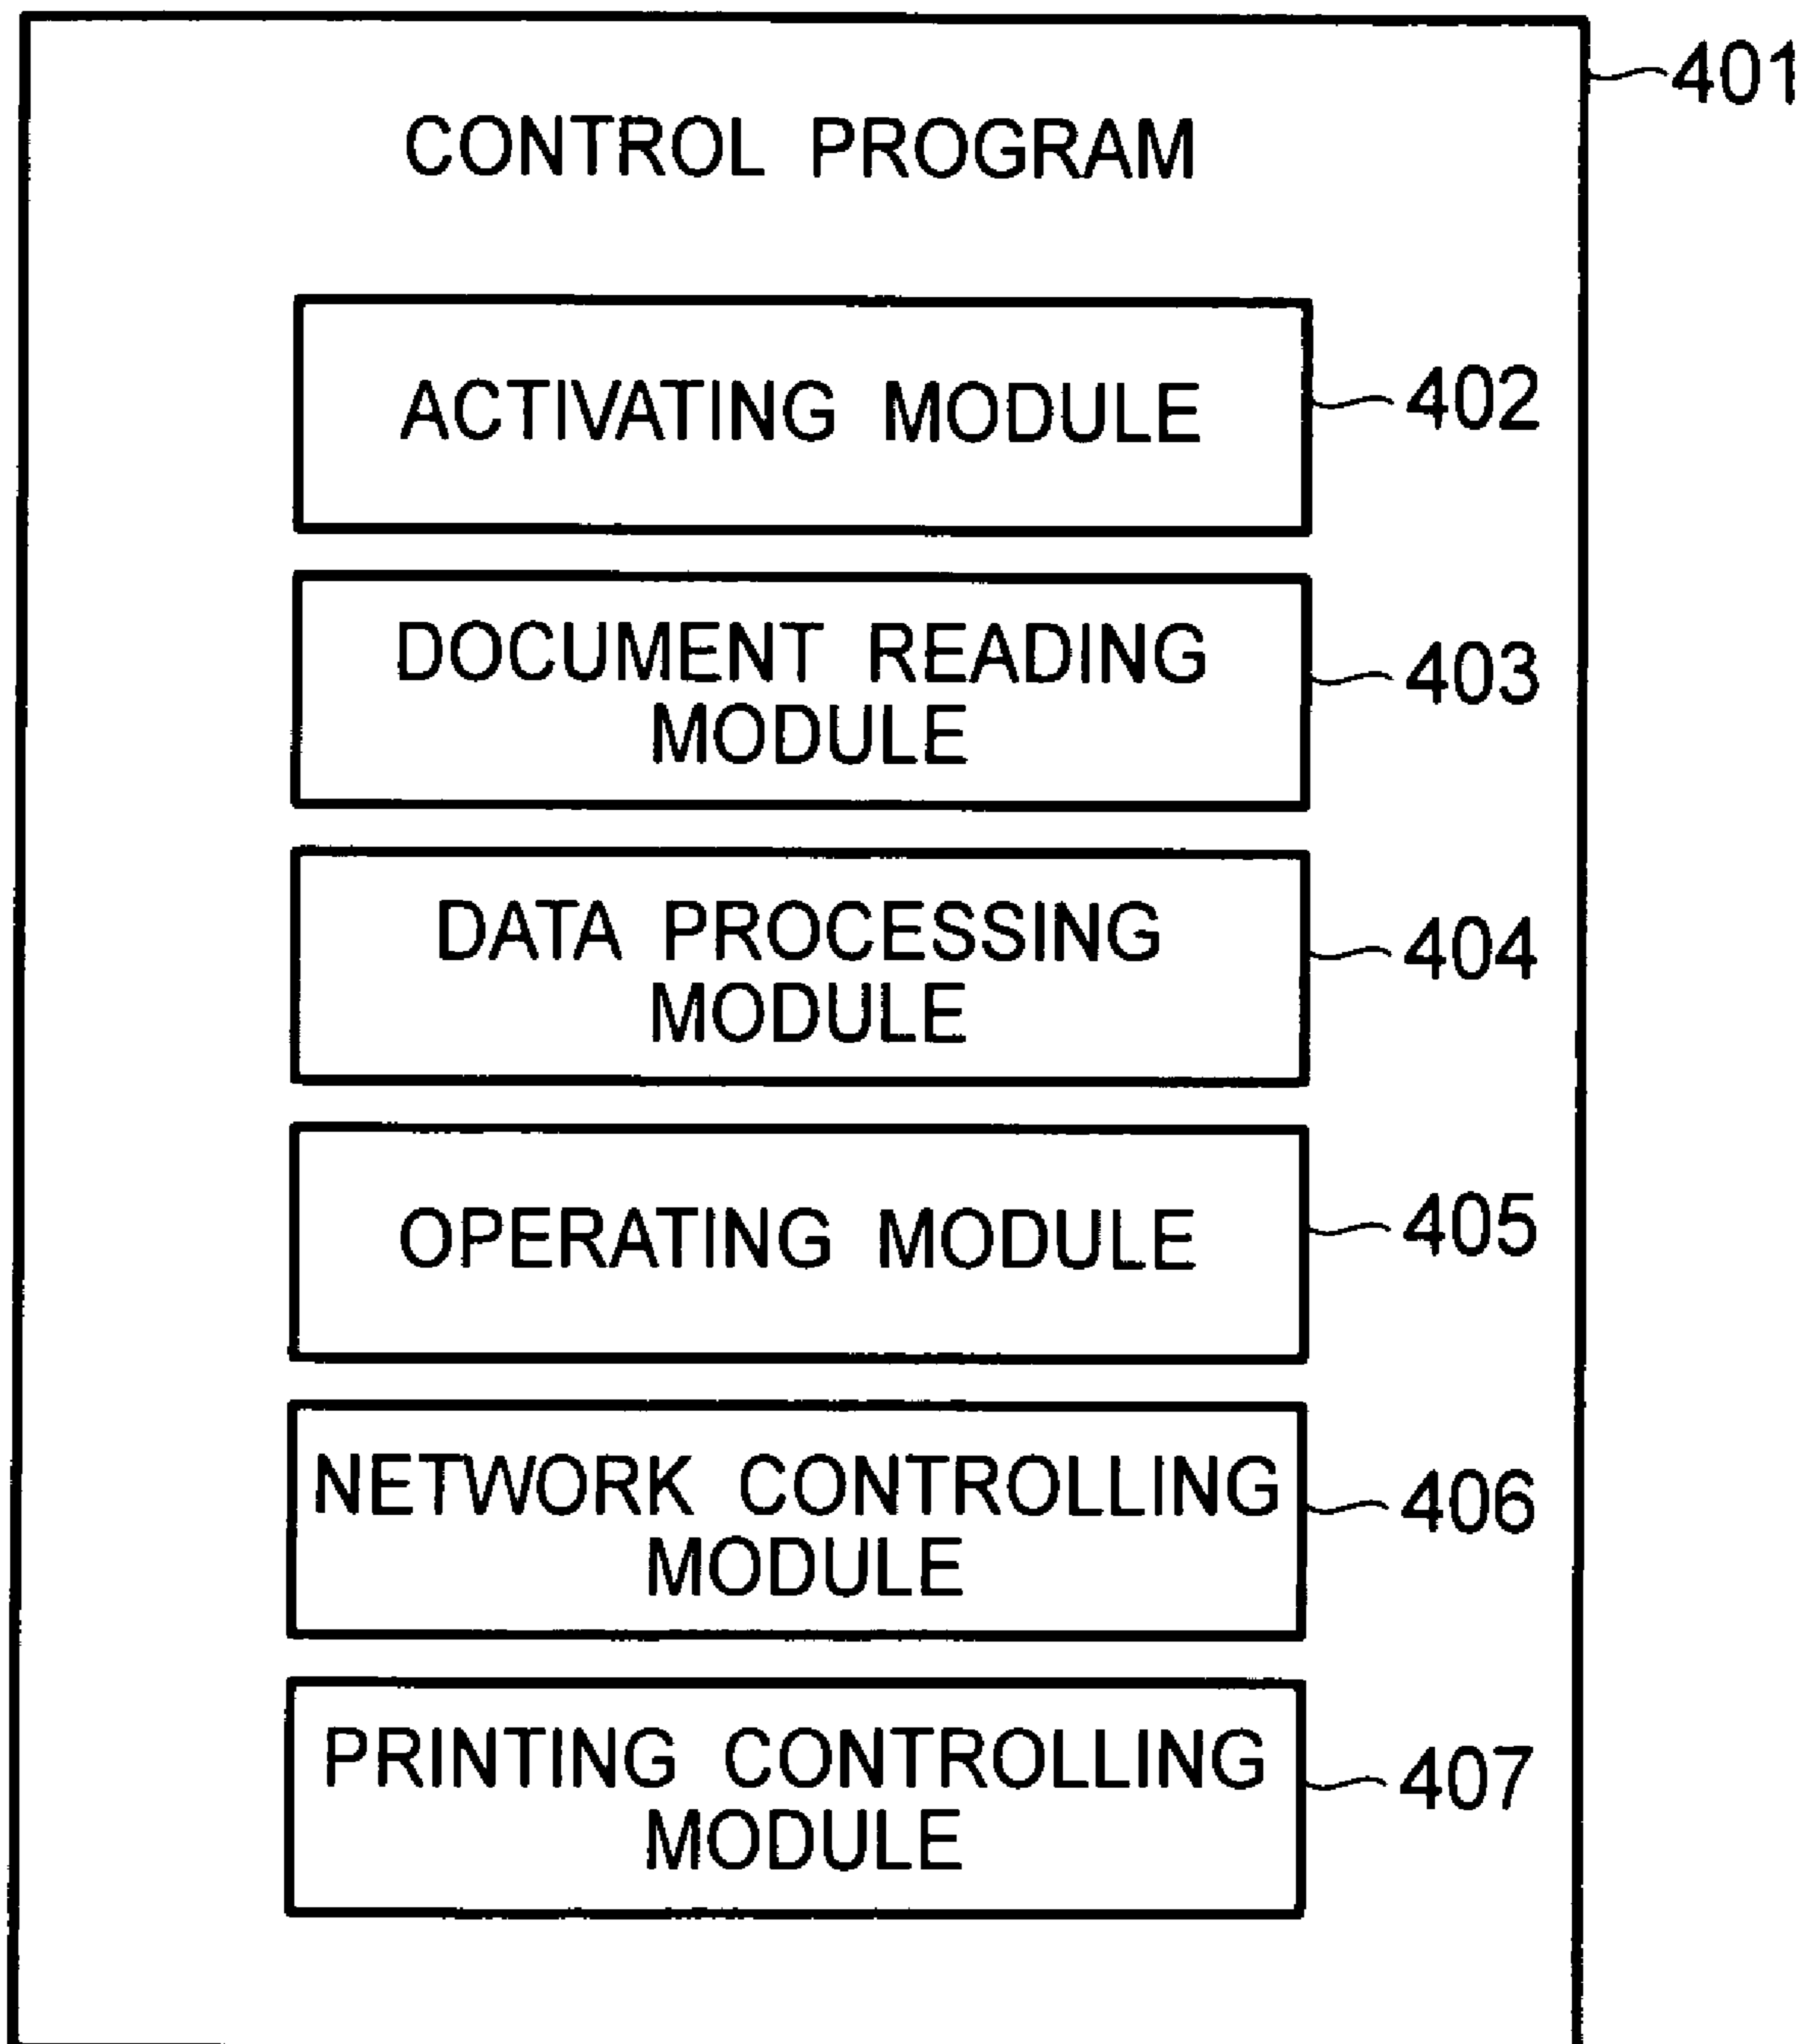 401
CONTROL PROGRAM
ACTIVATING MODULE
402
DOCUMENT READING
MODULE
403
DATA PROCESSING
MODULE
404
OPERATING MODULE
405
NETWORK CONTROLLING
MODULE
406
PRINTING CONTROLLING
MODULE
407